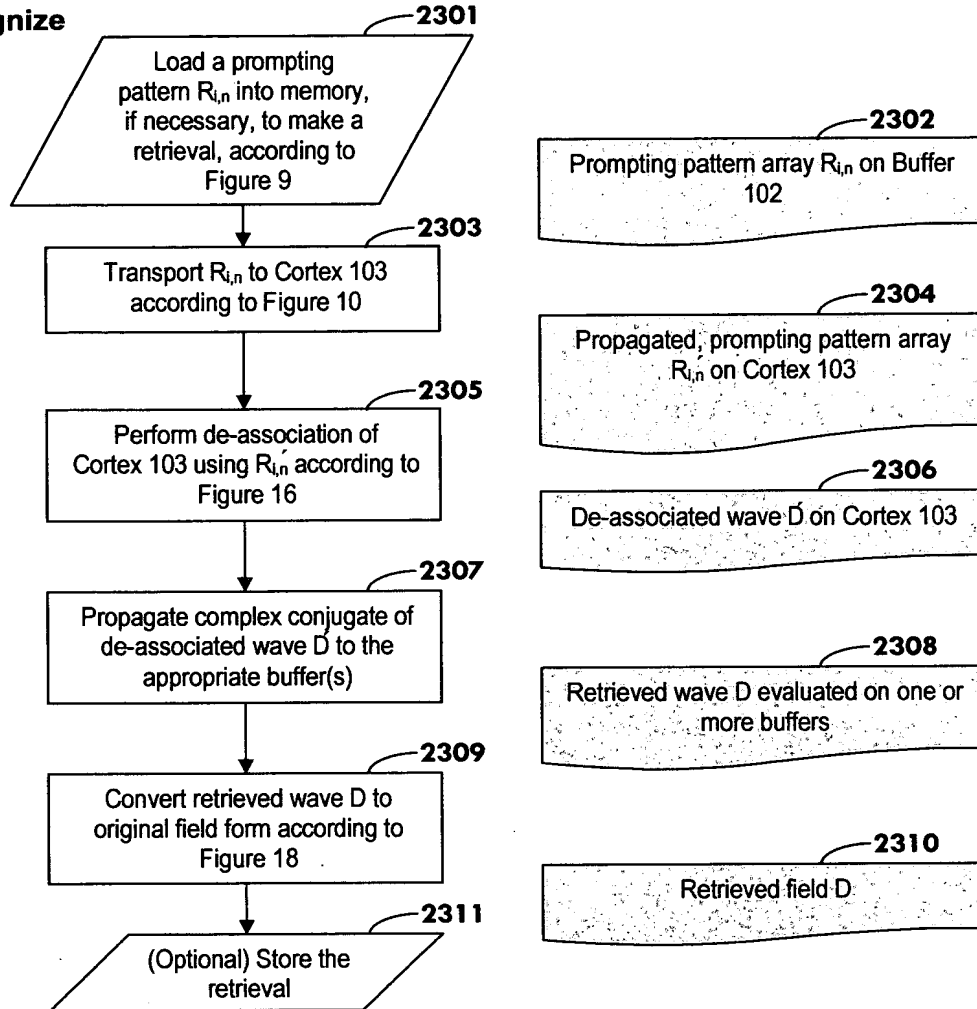 gnize
2301
Load a prompting
pattern Ri,n into memory,
if necessary, to make a
retrieval, according to
Figure 9
2302
Prompting pattern array Ri,n on Buffer
102
2303
Transport Ri,n to Cortex 103
according to Figure 10
2304
Propagated, prompting pattern array
Ri,n′ on Cortex 103
2305
Perform de-association of
Cortex 103 using Ri,n′ according to
Figure 16
2306
De-associated wave D′ on Cortex 103
2307
Propagate complex conjugate of
de-associated wave D′ to the
appropriate buffer(s)
2308
Retrieved wave D evaluated on one or
more buffers
2309
Convert retrieved wave D to
original field form according to
Figure 18
2310
Retrieved field D
2311
(Optional) Store the
retrieval